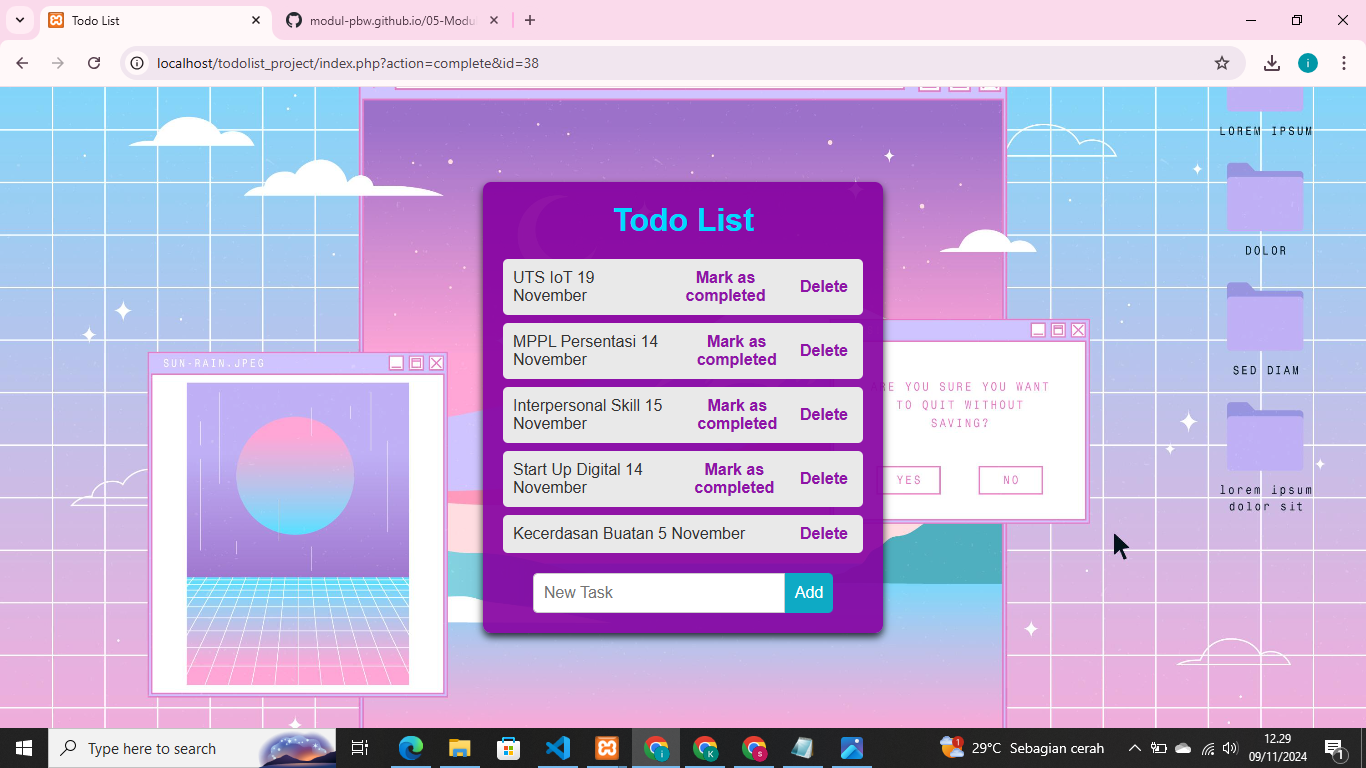 Todo List
modul-pbw.github.io/05-Modul
localhost/todolist_project/index.php?action=complete&id=38
i
LOREM IPSUM
DOLOR
SED DIAM
lorem ipsum
dolor sit
Todo List
UTS IoT 19
November
Mark as
completed
Delete
MPPL Persentasi 14
November
Mark as
completed
Delete
Interpersonal Skill 15
November
Mark as
completed
Delete
Start Up Digital 14
November
Mark as
completed
Delete
Kecerdasan Buatan 5 November
Delete
New Task
Add
SUN-RAIN.JPEG
RE YOU SURE YOU WANT
TO QUIT WITHOUT
SAVING?
YES
NO
Type here to search
i
K
S
1
29°C Sebagian cerah
12.29
09/11/2024
1